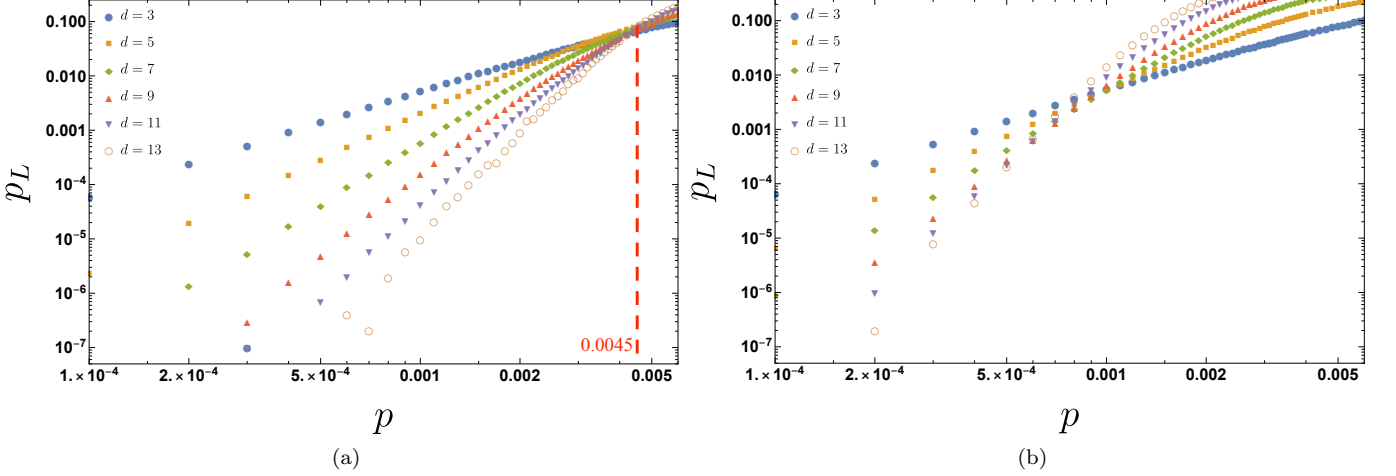 0.100
0.010
0.001
10⁻⁴
10⁻⁵
10⁻⁶
10⁻⁷
p_L
d = 3
d = 5
d = 7
d = 9
d = 11
d = 13
0.0045
1.×10⁻⁴ 2.×10⁻⁴ 5.×10⁻⁴ 0.001 0.002 0.005
p
(a)
0.100
0.010
0.001
10⁻⁴
10⁻⁵
10⁻⁶
10⁻⁷
p_L
d = 3
d = 5
d = 7
d = 9
d = 11
d = 13
1.×10⁻⁴ 2.×10⁻⁴ 5.×10⁻⁴ 0.001 0.002 0.005
p
(b)